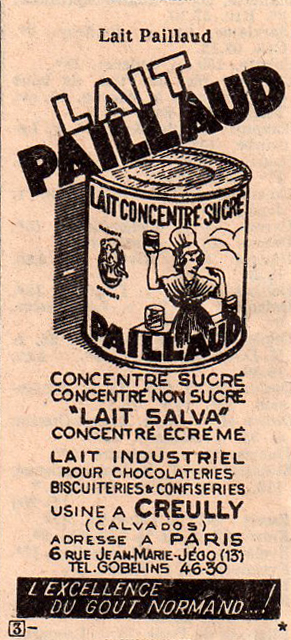 Lait Paillaud
LAIT
PAILLAUD
LAIT CONCENTRÉ SUCRÉ
PAILLAUD
CONCENTRÉ SUCRÉ
CONCENTRÉ NON SUCRÉ
"LAIT SALVA"
CONCENTRÉ ÉCRÉMÉ
LAIT INDUSTRIEL
POUR CHOCOLATERIES
BISCUITERIES & CONFISERIES
USINE A CREULLY
(CALVADOS)
ADRESSE A PARIS
6 RUE JEAN-MARIE-JÉGO (13)
TEL. GOBELINS 46-30
L'EXCELLENCE
DU GOUT NORMAND...!
3 - *